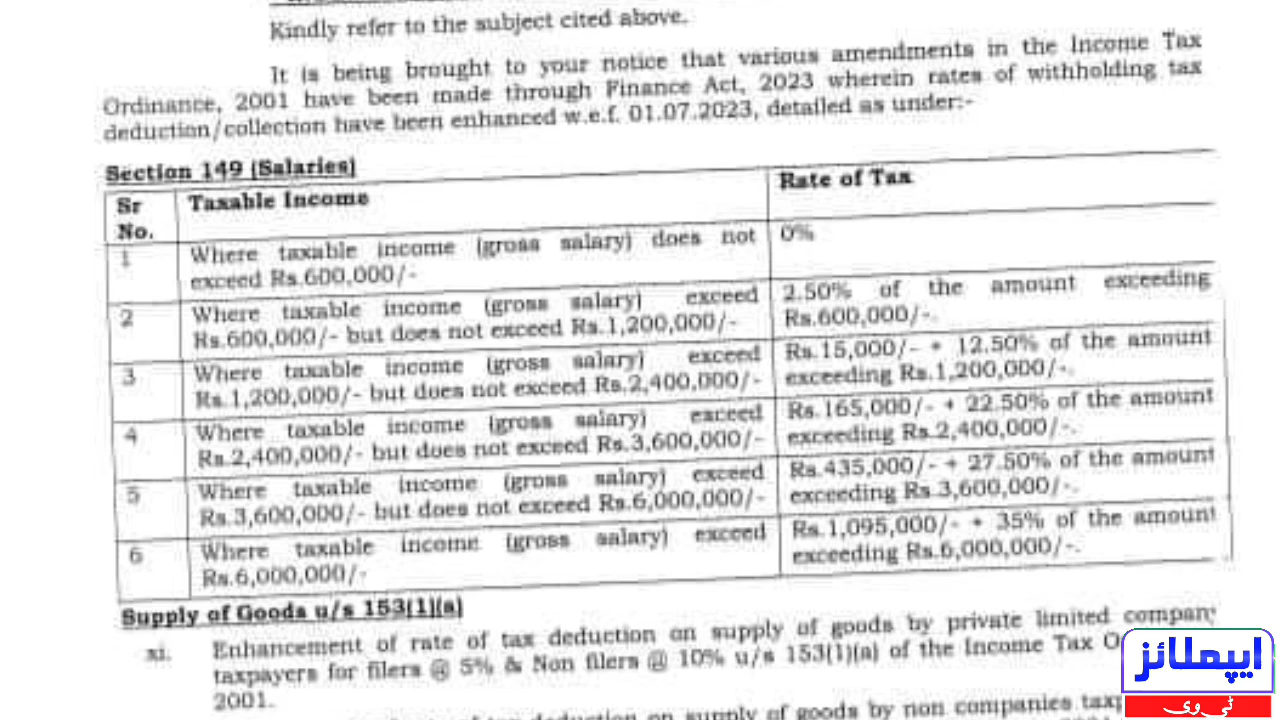 Kindly refer to the subject cited above.
It is being brought to your notice that various amendments in the Income Tax
Ordinance, 2001 have been made through Finance Act, 2023 wherein rates of withholding tax
deduction/collection have been enhanced w.e.f. 01.07.2023, detailed as under:-
Section 149 (Salaries)
Sr No.
Taxable Income
Rate of Tax
1
Where taxable income (gross salary) does not
exceed Rs.600,000/-
0%
2
Where taxable income (gross salary) exceed
Rs.600,000/- but does not exceed Rs.1,200,000/-
2.50% of the amount exceeding
Rs.600,000/-.
3
Where taxable income (gross salary) exceed
Rs.1,200,000/- but does not exceed Rs.2,400,000/-
Rs.15,000/- + 12.50% of the amount
exceeding Rs.1,200,000/-.
4
Where taxable income (gross salary) exceed
Rs.2,400,000/- but does not exceed Rs.3,600,000/-
Rs.165,000/- + 22.50% of the amount
exceeding Rs.2,400,000/-.
5
Where taxable income (gross salary) exceed
Rs.3,600,000/- but does not exceed Rs.6,000,000/-
Rs.435,000/- + 27.50% of the amount
exceeding Rs.3,600,000/-.
6
Where taxable income (gross salary) exceed
Rs.6,000,000/-
Rs.1,095,000/- + 35% of the amount
exceeding Rs.6,000,000/-.
Supply of Goods u/s 153(1)(a)
xi. Enhancement of rate of tax deduction on supply of goods by private limited company
taxpayers for filers @ 5% & Non filers @ 10% u/s 153(1)(a) of the Income Tax O
2001.
of tax deduction on supply of goods by non companies
ایپملائز
ٹی وی